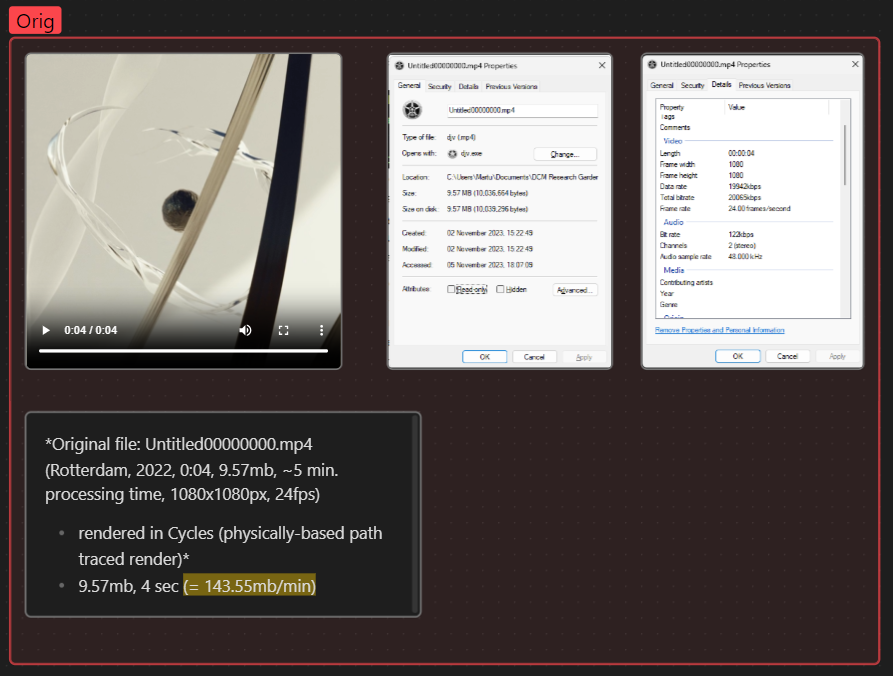 Orig
0:04 / 0:04
Untitled00000000.mp4 Properties
General Security Details Previous Versions
Untitled00000000.mp4
Type of file: djv (.mp4)
Opens with: djv.exe Change...
Location: C:\Users\Martu\Documents\DCM Research Garder
Size: 9.57 MB (10,036,664 bytes)
Size on disk: 9.57 MB (10,039,296 bytes)
Created: 02 November 2023, 15:22:49
Modified: 02 November 2023, 15:22:49
Accessed: 05 November 2023, 18:07:09
Attributes: Read-only Hidden Advanced...
OK Cancel Apply
Untitled00000000.mp4 Properties
General Security Details Previous Versions
Property Value
Tags
Comments
Video
Length 00:00:04
Frame width 1080
Frame height 1080
Data rate 19942kbps
Total bitrate 20065kbps
Frame rate 24.00 frames/second
Audio
Bit rate 122kbps
Channels 2 (stereo)
Audio sample rate 48.000 kHz
Media
Contributing artists
Year
Genre
Remove Properties and Personal Information
OK Cancel Apply
*Original file: Untitled00000000.mp4
(Rotterdam, 2022, 0:04, 9.57mb, ~5 min.
processing time, 1080x1080px, 24fps)
• rendered in Cycles (physically-based path
traced render)*
• 9.57mb, 4 sec (= 143.55mb/min)